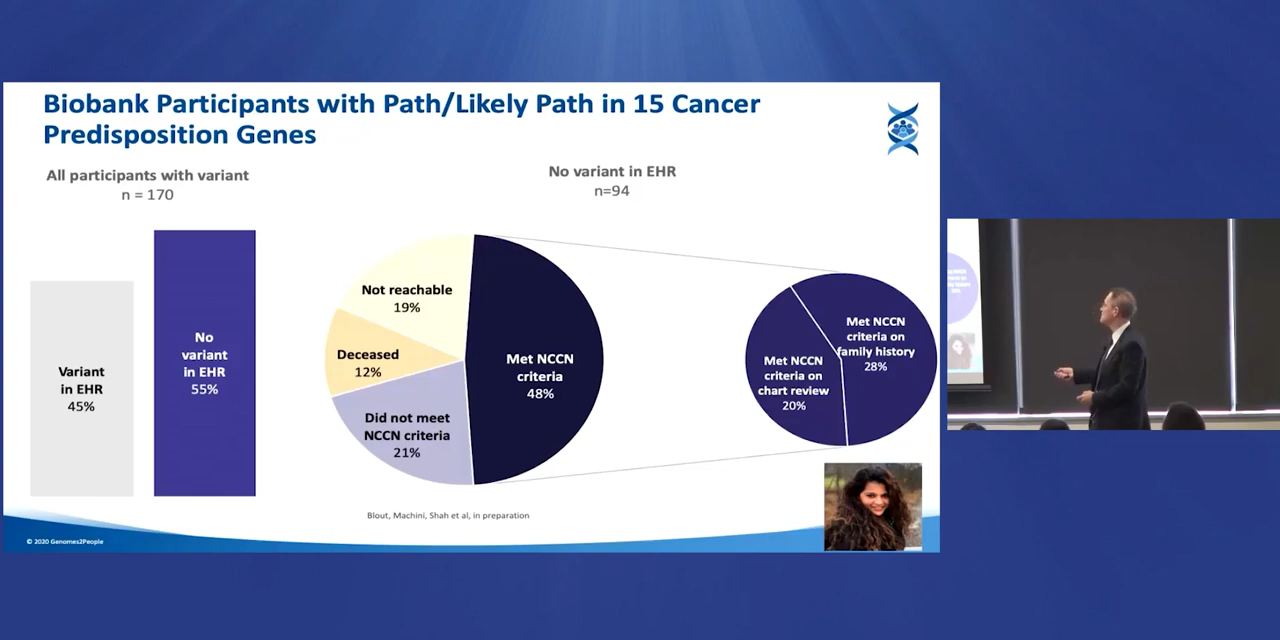 Biobank Participants with Path/Likely Path in 15 Cancer
Predisposition Genes
All participants with variant
n = 170
No variant in EHR
n=94
Variant
in EHR
45%
No
variant
in EHR
55%
Not reachable
19%
Deceased
12%
Did not meet
NCCN criteria
21%
Met NCCN
criteria
48%
Met NCCN
criteria on
chart review
20%
Met NCCN
criteria on
family history
28%
Blout, Machini, Shah et al, in preparation
© 2020 Genomes2People